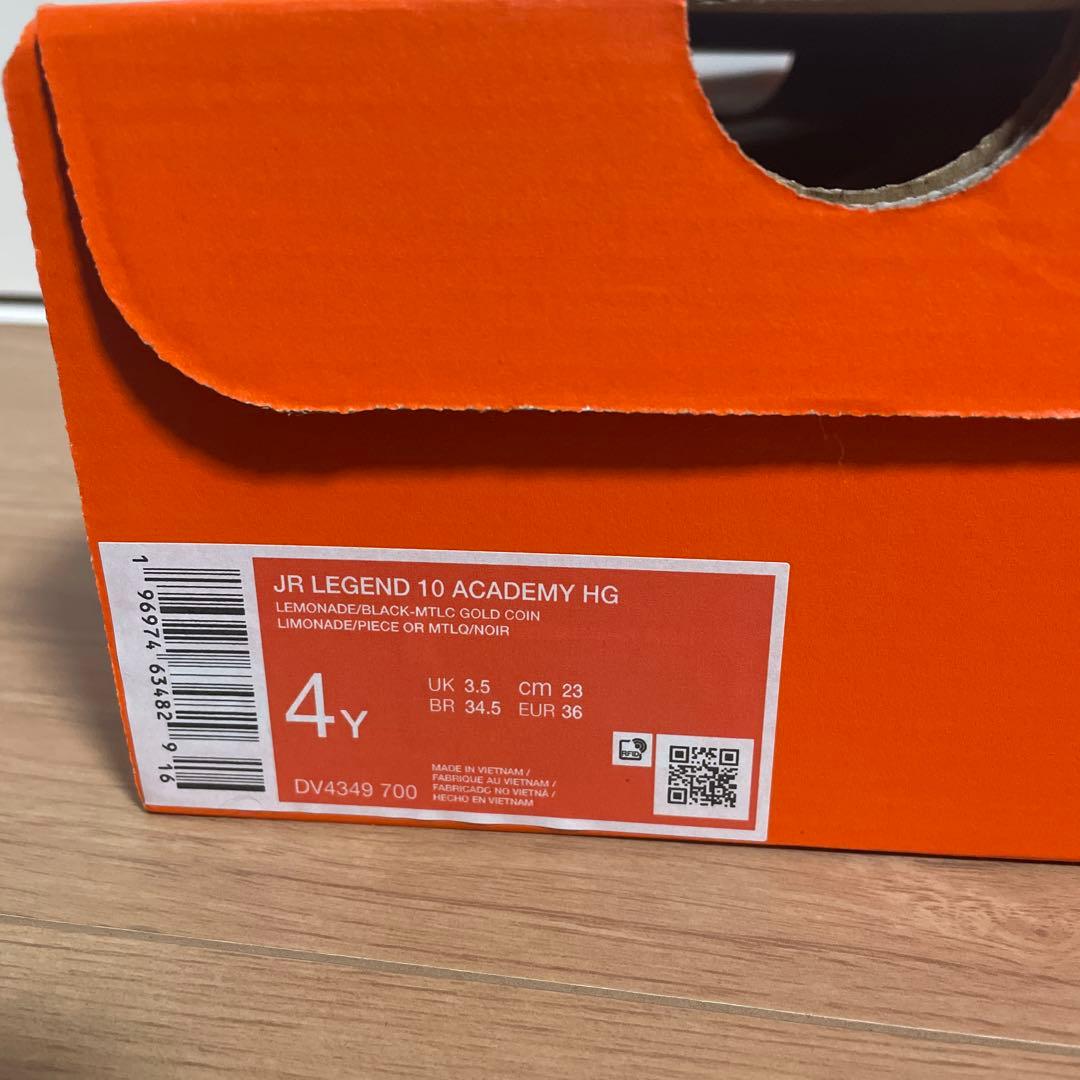 JR LEGEND 10 ACADEMY HG
LEMONADE/BLACK-MTLC GOLD COIN
LIMONADE/PIECE OR MTLQ/NOIR
4Y
UK 3.5 cm 23
BR 34.5 EUR 36
DV4349 700
MADE IN VIETNAM /
FABRIQUE AU VIETNAM /
FABRICADO NO VIETNÃ /
HECHO EN VIETNAM
RFID
1 96974 63482 9 16